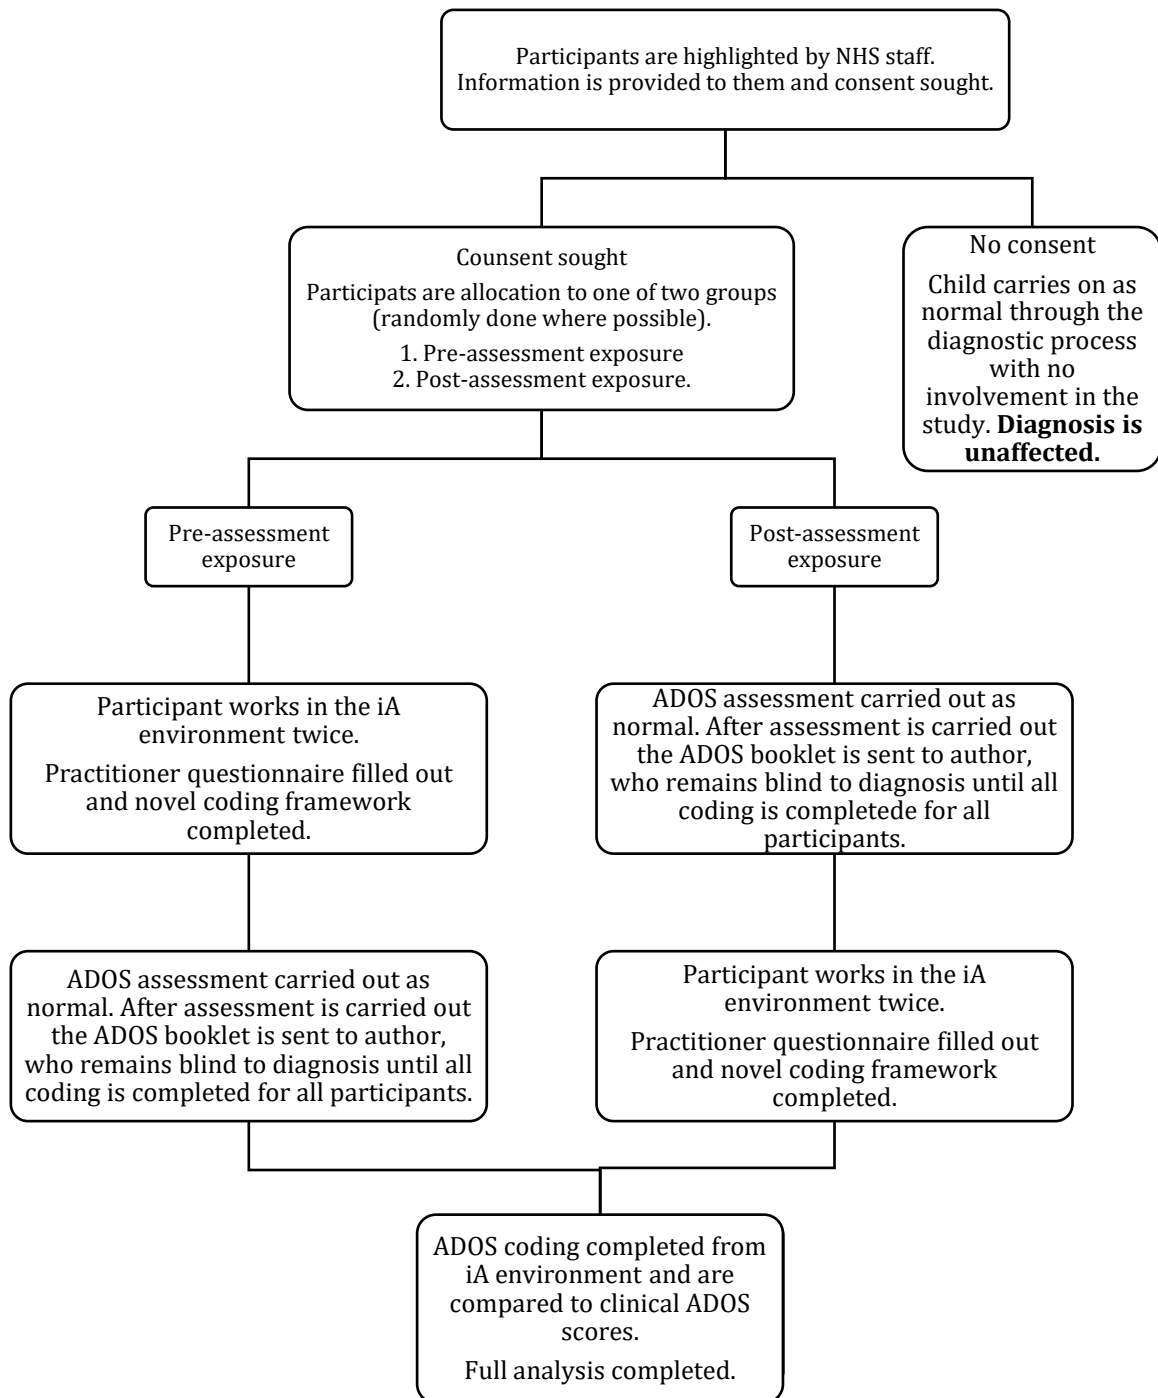 Participants are highlighted by NHS staff.
Information is provided to them and consent sought.
Counsent sought
Participats are allocation to one of two groups
(randomly done where possible).
1. Pre-assessment exposure
2. Post-assessment exposure.
No consent
Child carries on as
normal through the
diagnostic process
with no
involvement in the
study. Diagnosis is
unaffected.
Pre-assessment
exposure
Post-assessment
exposure
Participant works in the iA
environment twice.
Practitioner questionnaire filled out
and novel coding framework
completed.
ADOS assessment carried out as
normal. After assessment is carried out
the ADOS booklet is sent to author,
who remains blind to diagnosis until all
coding is completede for all
participants.
ADOS assessment carried out as
normal. After assessment is carried out
the ADOS booklet is sent to author,
who remains blind to diagnosis until all
coding is completed for all participants.
Participant works in the iA
environment twice.
Practitioner questionnaire filled out
and novel coding framework
completed.
ADOS coding completed from
iA environment and are
compared to clinical ADOS
scores.
Full analysis completed.